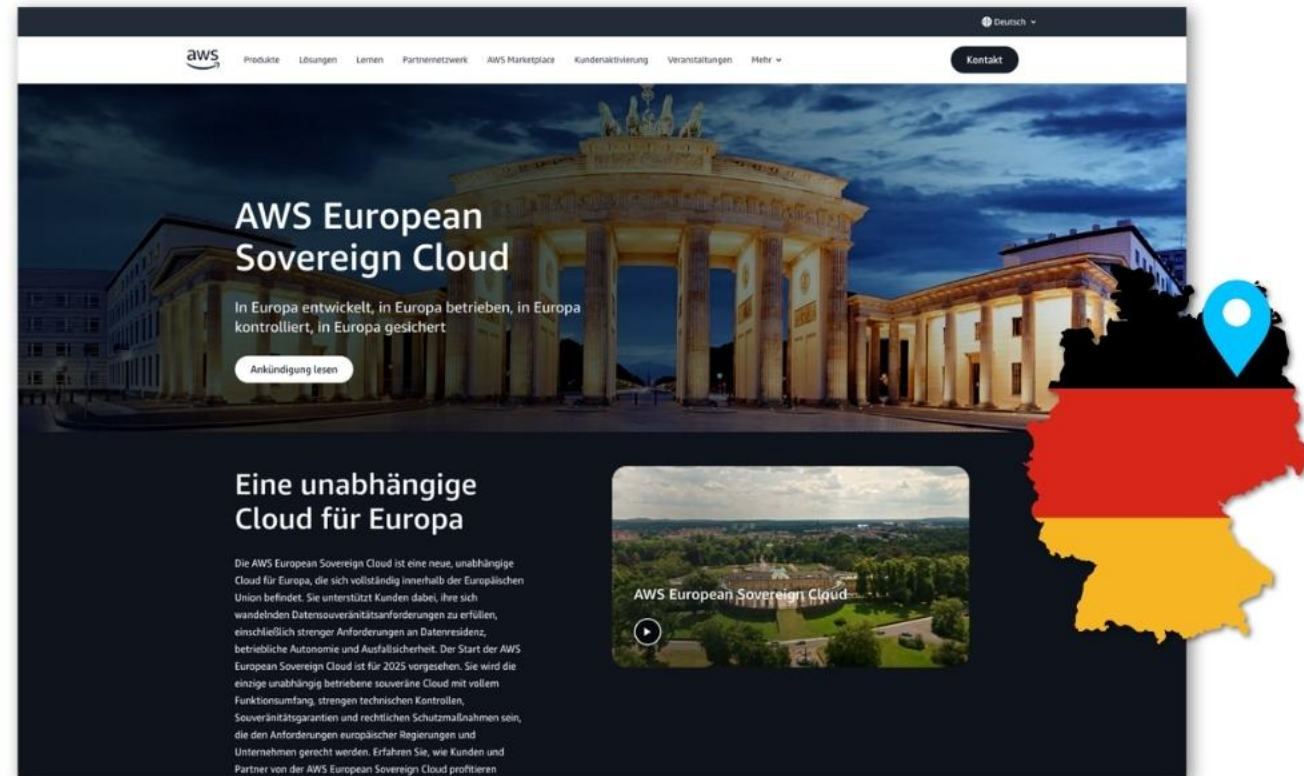 Deutsch
aws
Produkte Lösungen Lernen Partnernetzwerk AWS Marketplace Kundenaktivierung Veranstaltungen Mehr
Kontakt
AWS European
Sovereign Cloud
In Europa entwickelt, in Europa betrieben, in Europa
kontrolliert, in Europa gesichert
Ankündigung lesen
Eine unabhängige
Cloud für Europa
Die AWS European Sovereign Cloud ist eine neue, unabhängige
Cloud für Europa, die sich vollständig innerhalb der Europäischen
Union befindet. Sie unterstützt Kunden dabei, ihre sich
wandelnden Datensouveränitätsanforderungen zu erfüllen,
einschließlich strenger Anforderungen an Datenresidenz,
betriebliche Autonomie und Ausfallsicherheit. Der Start der AWS
European Sovereign Cloud ist für 2025 vorgesehen. Sie wird die
einzige unabhängig betriebene souveräne Cloud mit vollem
Funktionsumfang, strengen technischen Kontrollen,
Souveränitätsgarantien und rechtlichen Schutzmaßnahmen sein,
die den Anforderungen europäischer Regierungen und
Unternehmen gerecht werden. Erfahren Sie, wie Kunden und
Partner von der AWS European Sovereign Cloud profitieren
AWS European Sovereign Cloud